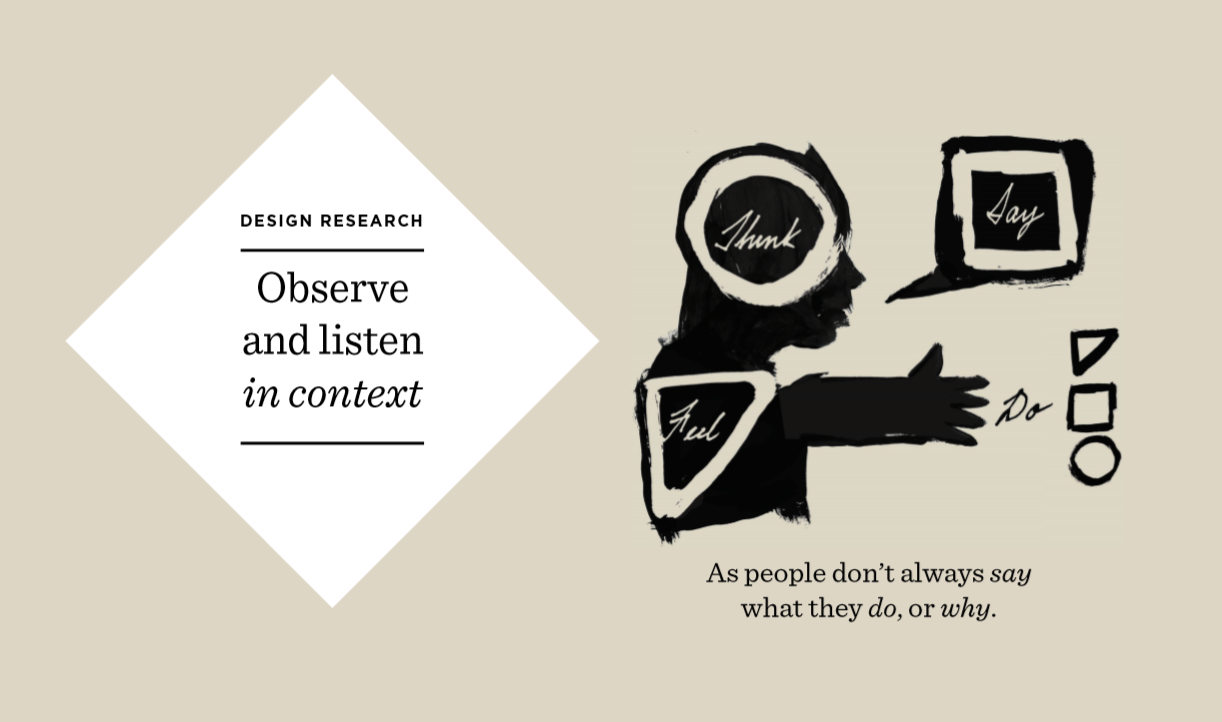 DESIGN RESEARCH
Observe
and listen
in context
Think
Say
Feel
Do
As people don’t always say
what they do, or why.